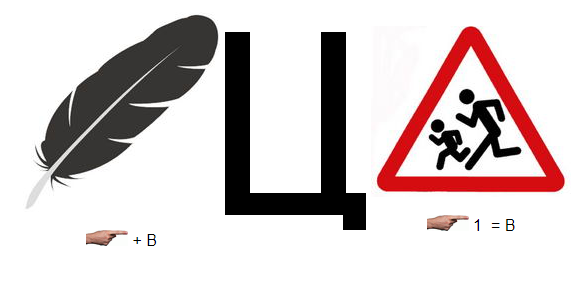 Ц
+ В
1 = В